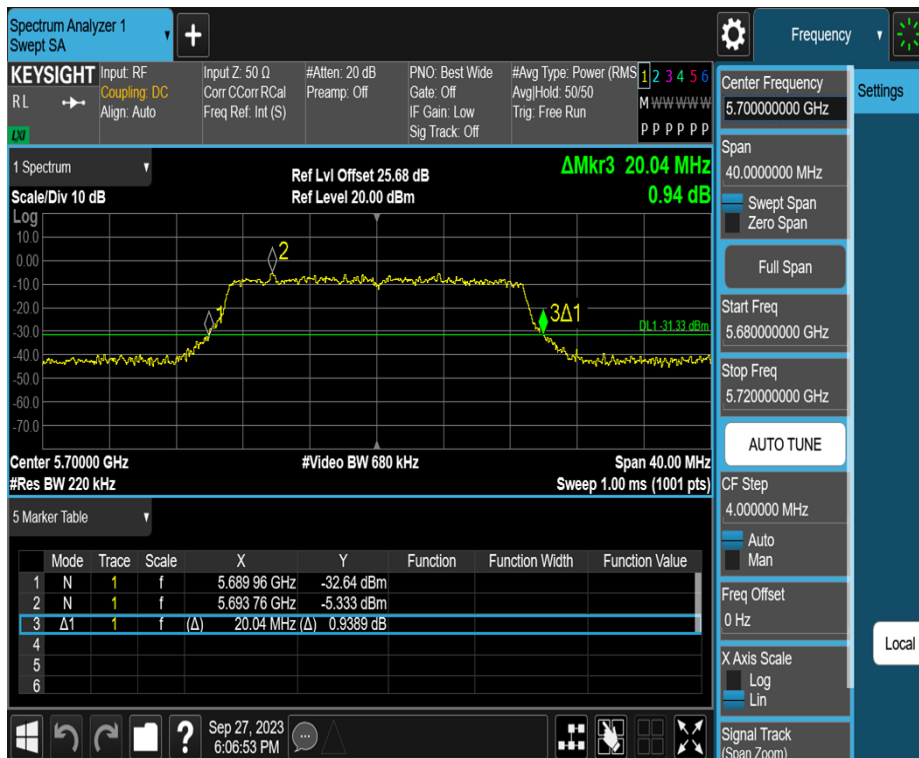 Spectrum Analyzer 1
Swept SA
+
Frequency
KEYSIGHT
RL
LXI
Input: RF
Coupling: DC
Align: Auto
Input Z: 50 Ω
Corr CCorr RCal
Freq Ref: Int (S)
#Atten: 20 dB
Preamp: Off
PNO: Best Wide
Gate: Off
IF Gain: Low
Sig Track: Off
#Avg Type: Power (RMS
Avg|Hold: 50/50
Trig: Free Run
1 2 3 4 5 6
M W W W W W
P P P P P P
1 Spectrum
Scale/Div 10 dB
Ref Lvl Offset 25.68 dB
Ref Level 20.00 dBm
ΔMkr3 20.04 MHz
0.94 dB
Log
10.0
0.00
-10.0
-20.0
-30.0
-40.0
-50.0
-60.0
-70.0
2
1
3Δ1
DL1 -31.33 dBm
Center 5.70000 GHz
#Video BW 680 kHz
Span 40.00 MHz
#Res BW 220 kHz
Sweep 1.00 ms (1001 pts)
5 Marker Table
Mode Trace Scale X Y Function Function Width Function Value
1 N 1 f 5.689 96 GHz -32.64 dBm
2 N 1 f 5.693 76 GHz -5.333 dBm
3 Δ1 1 f (Δ) 20.04 MHz (Δ) 0.9389 dB
4
5
6
?
Sep 27, 2023
6:06:53 PM
Center Frequency
5.700000000 GHz
Span
40.0000000 MHz
Swept Span
Zero Span
Full Span
Start Freq
5.680000000 GHz
Stop Freq
5.720000000 GHz
AUTO TUNE
CF Step
4.000000 MHz
Auto
Man
Freq Offset
0 Hz
X Axis Scale
Log
Lin
Signal Track
(Span Zoom)
Settings
Local